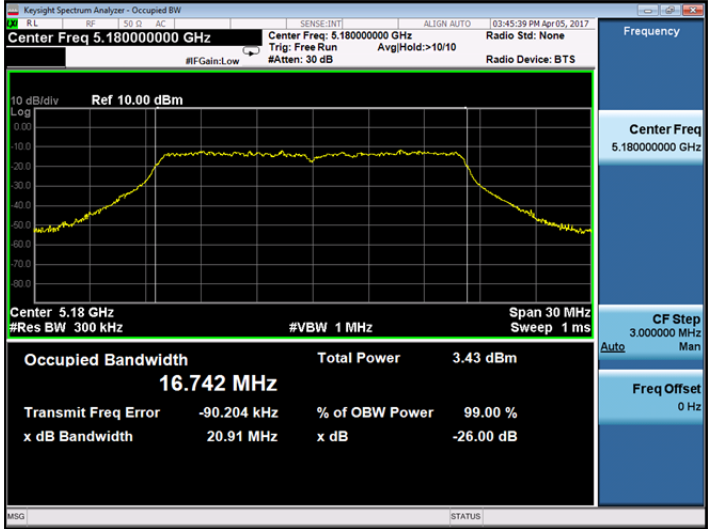 Keysight Spectrum Analyzer - Occupied BW
LXI RL RF 50 Ω AC SENSE:INT ALIGN AUTO 03:45:39 PM Apr 05, 2017
Center Freq 5.180000000 GHz
Center Freq: 5.180000000 GHz
Radio Std: None
Trig: Free Run Avg|Hold:>10/10
#IFGain:Low
#Atten: 30 dB
Radio Device: BTS
10 dB/div Ref 10.00 dBm
Log
0.00
-10.0
-20.0
-30.0
-40.0
-50.0
-60.0
-70.0
-80.0
Center 5.18 GHz Span 30 MHz
#Res BW 300 kHz #VBW 1 MHz Sweep 1 ms
Occupied Bandwidth Total Power 3.43 dBm
16.742 MHz
Transmit Freq Error -90.204 kHz % of OBW Power 99.00 %
x dB Bandwidth 20.91 MHz x dB -26.00 dB
MSG STATUS
Frequency
Center Freq
5.180000000 GHz
CF Step
3.000000 MHz
Auto Man
Freq Offset
0 Hz